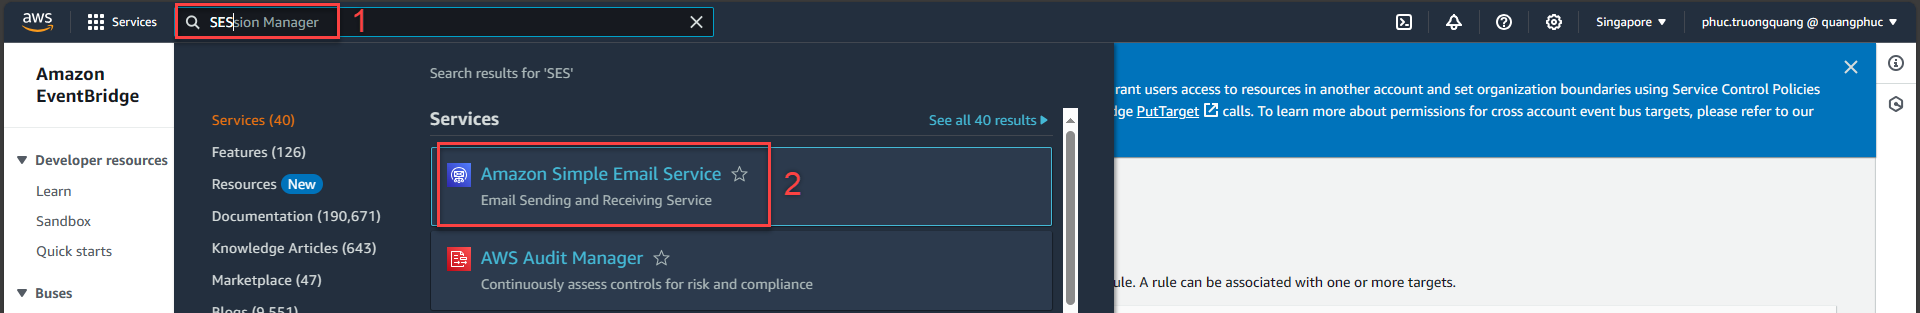 aws
Services
SESsion Manager
1
Singapore
phuc.truongquang @ quangphuc
Amazon
EventBridge
Developer resources
Learn
Sandbox
Quick starts
Buses
Search results for 'SES'
Services (40)
Features (126)
Resources New
Documentation (190,671)
Knowledge Articles (643)
Marketplace (47)
Blogs (9,551)
Services
See all 40 results
Amazon Simple Email Service
Email Sending and Receiving Service
2
AWS Audit Manager
Continuously assess controls for risk and compliance
rant users access to resources in another account and set organization boundaries using Service Control Policies
dge PutTarget calls. To learn more about permissions for cross account event bus targets, please refer to our
ule. A rule can be associated with one or more targets.